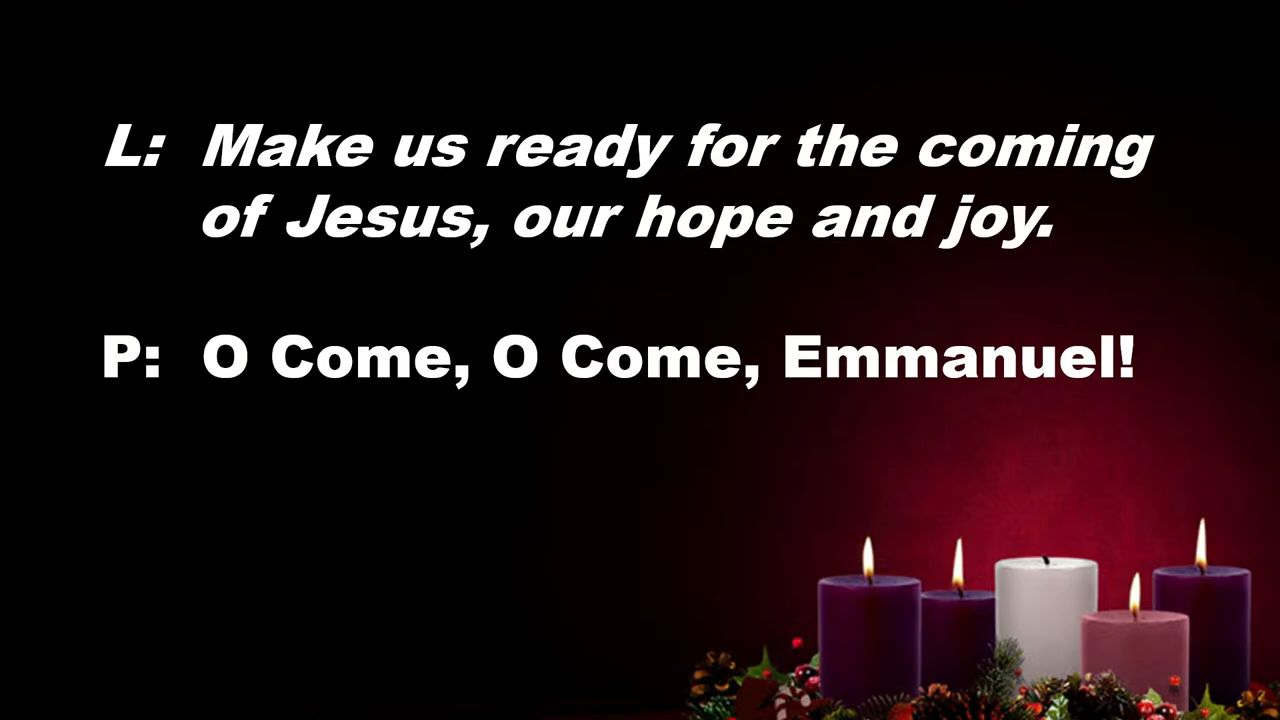 L: Make us ready for the coming
of Jesus, our hope and joy.
P: O Come, O Come, Emmanuel!